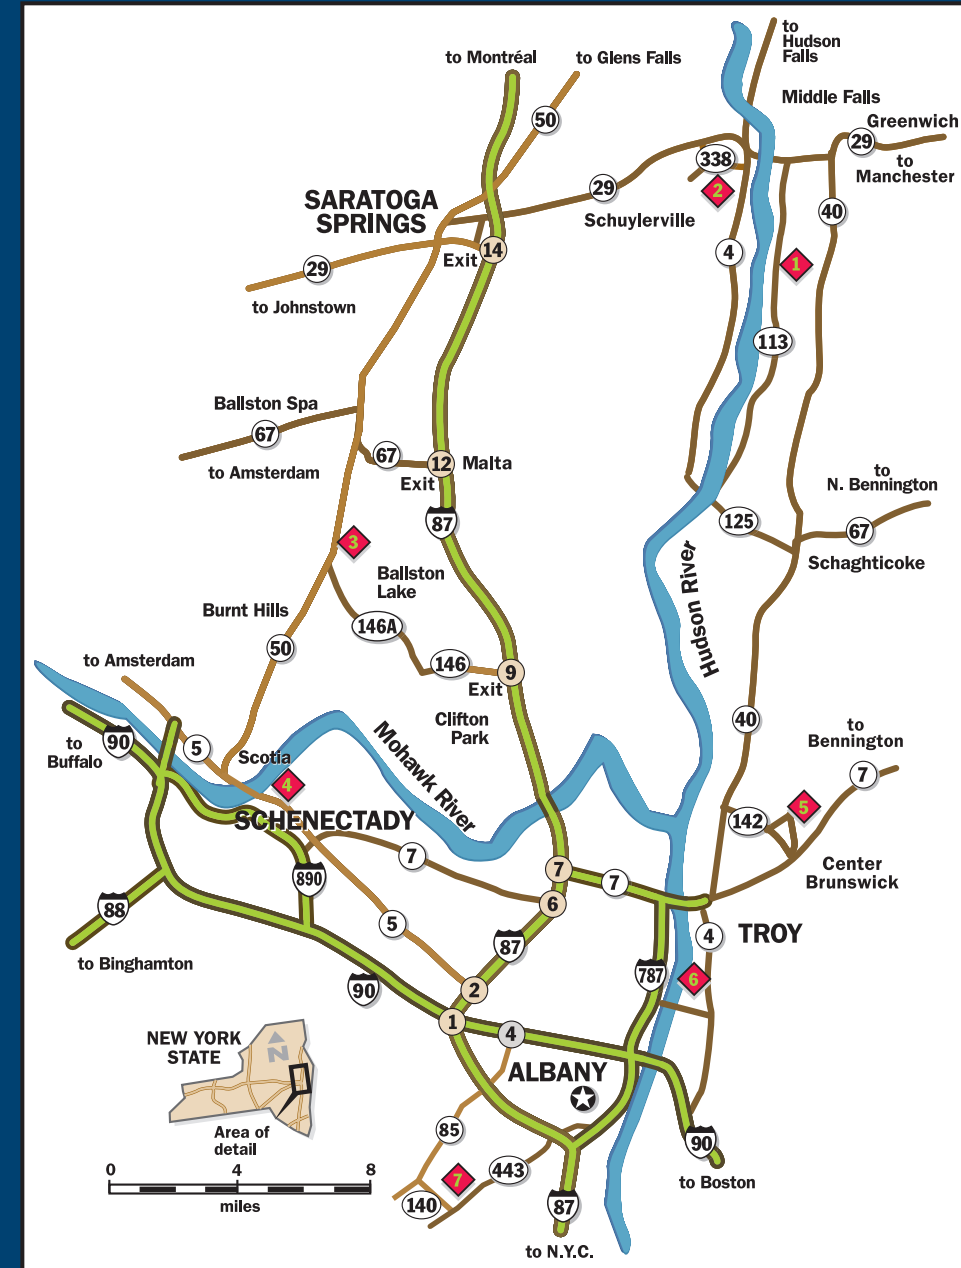 to
Hudson
Falls
to Montréal
to Glens Falls
Middle Falls
50
Greenwich
29
338
to
Manchester
29
2
SARATOGA
SPRINGS
40
Schuylerville
4
14
Exit
1
29
to Johnstown
113
Ballston Spa
67
67
12
Malta
to Amsterdam
Exit
to
N. Bennington
87
125
67
3
Schaghticoke
Ballston
Lake
Hudson River
Burnt Hills
146A
50
to Amsterdam
146
9
Exit
Clifton
Park
40
to
Bennington
90
to
Buffalo
5
Scotia
Mohawk River
7
4
5
SCHENECTADY
142
7
7
7
Center
Brunswick
890
6
88
5
4
TROY
87
to Binghamton
787
6
90
2
1
4
NEW YORK
STATE
N
ALBANY
Area of
detail
85
90
0 4 8
miles
443
7
to Boston
140
87
to N.Y.C.